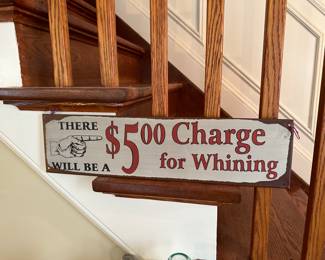 THERE
WILL BE A
$5.00 Charge
for Whining